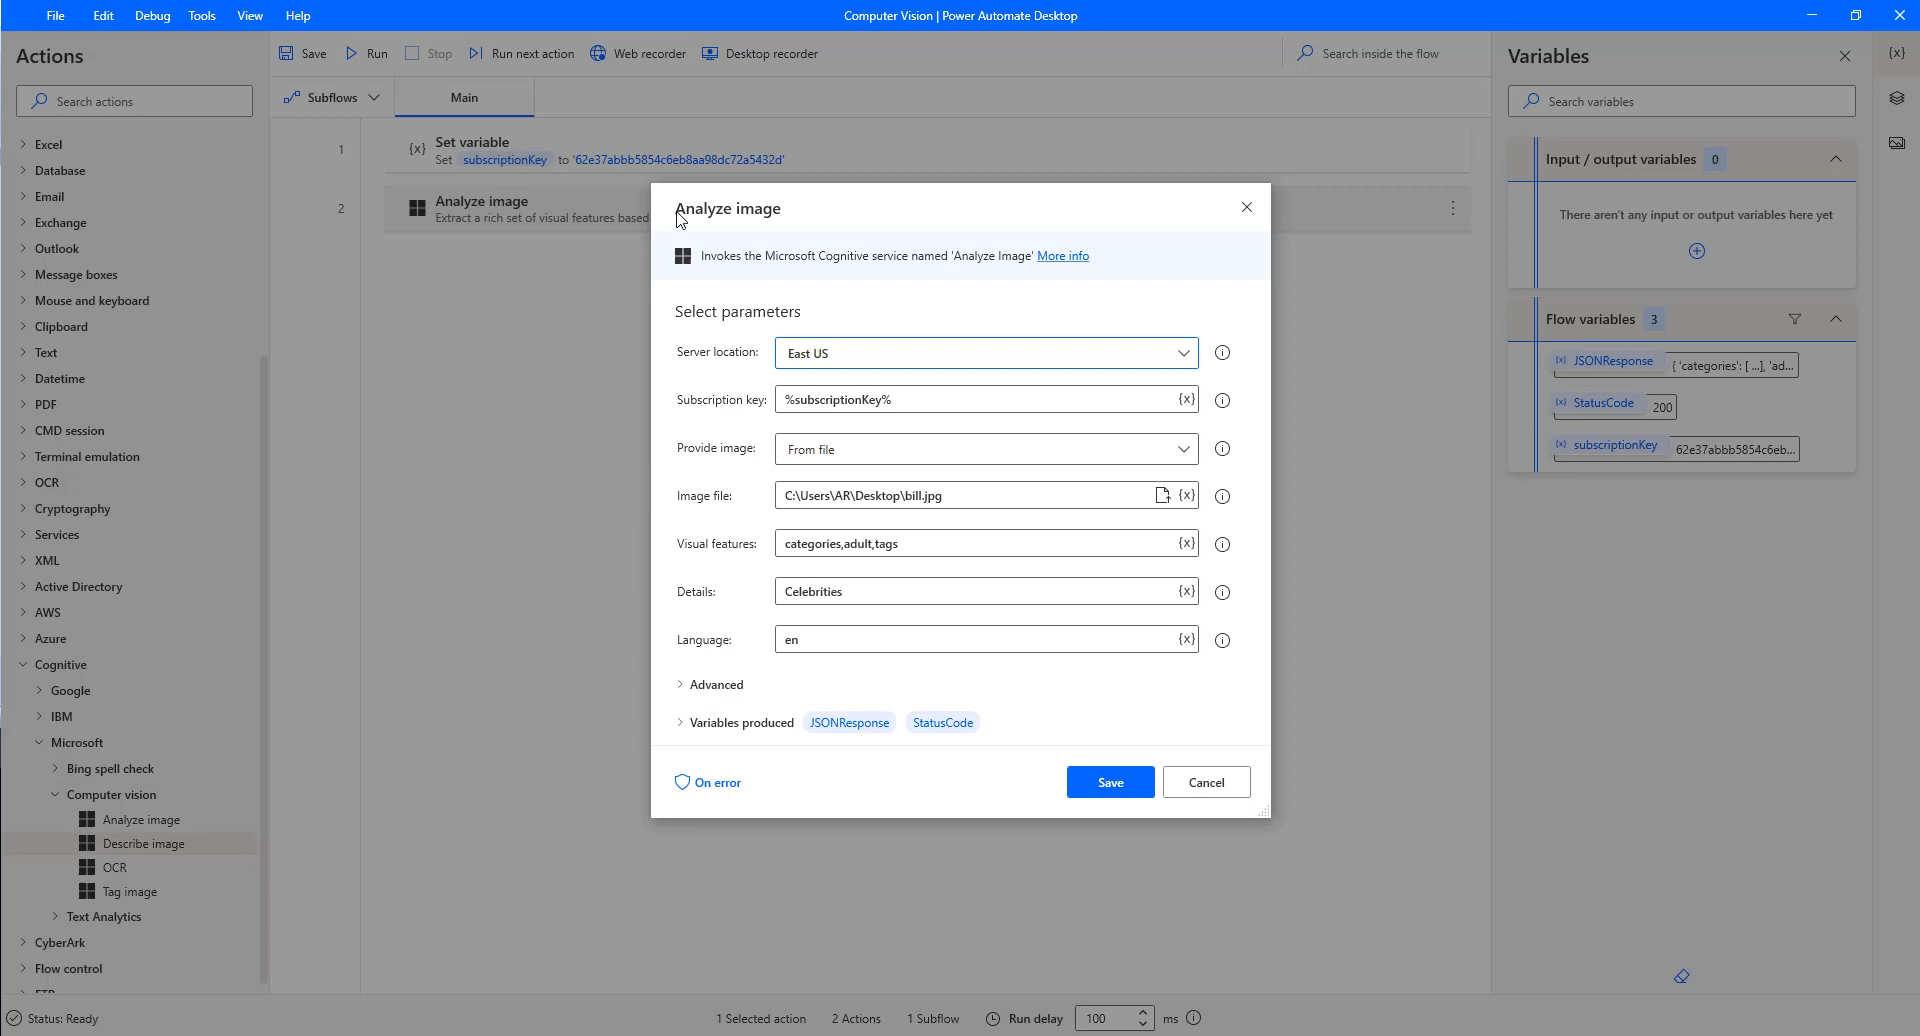 File Edit Debug Tools View Help
Computer Vision | Power Automate Desktop
Actions
Search actions
Excel
Database
Email
Exchange
Outlook
Message boxes
Mouse and keyboard
Clipboard
Text
Datetime
PDF
CMD session
Terminal emulation
OCR
Cryptography
Services
XML
Active Directory
AWS
Azure
Cognitive
Google
IBM
Microsoft
Bing spell check
Computer vision
Analyze image
Describe image
OCR
Tag image
Text Analytics
CyberArk
Flow control
Save Run Stop Run next action Web recorder Desktop recorder
Search inside the flow
Subflows Main
1 {x} Set variable
Set subscriptionKey to '62e37abbb5854c6eb8aa98dc72a5432d'
2 Analyze image
Extract a rich set of visual features based
Analyze image
Invokes the Microsoft Cognitive service named 'Analyze Image' More info
Select parameters
Server location: East US
Subscription key: %subscriptionKey% {x}
Provide image: From file
Image file: C:\Users\AR\Desktop\bill.jpg {x}
Visual features: categories,adult,tags {x}
Details: Celebrities {x}
Language: en {x}
Advanced
Variables produced JSONResponse StatusCode
On error Save Cancel
Variables
{x}
Search variables
Input / output variables 0
There aren't any input or output variables here yet
Flow variables 3
(x) JSONResponse { 'categories': [ ...], 'ad...
(x) StatusCode 200
(x) subscriptionKey 62e37abbb5854c6eb...
Status: Ready 1 Selected action 2 Actions 1 Subflow Run delay 100 ms